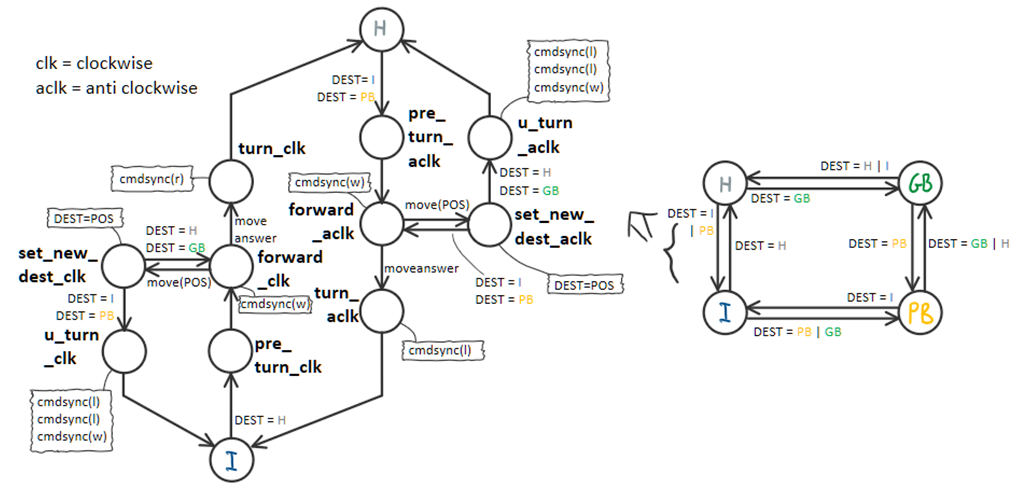 clk = clockwise
aclk = anti clockwise
H
DEST= I
DEST = PB
cmdsync(l)
cmdsync(l)
cmdsync(w)
pre_
turn_
aclk
u_turn
_aclk
turn_clk
cmdsync(r)
cmdsync(w)
DEST = H
DEST = GB
forward
_aclk
move(POS)
set_new_
dest_aclk
DEST=POS
move
answer
DEST = H
DEST = GB
set_new_
dest_clk
move(POS)
forward
_clk
moveanswer
DEST = I
DEST = PB
DEST=POS
DEST = I
DEST = PB
cmdsync(w)
turn_
aclk
u_turn
_clk
pre_
turn_clk
cmdsync(l)
cmdsync(l)
cmdsync(l)
cmdsync(w)
DEST = H
I
H
DEST = H | I
DEST = GB
GB
DEST = I
| PB
DEST = H
DEST = PB
DEST = GB | H
I
DEST = I
DEST = PB | GB
PB